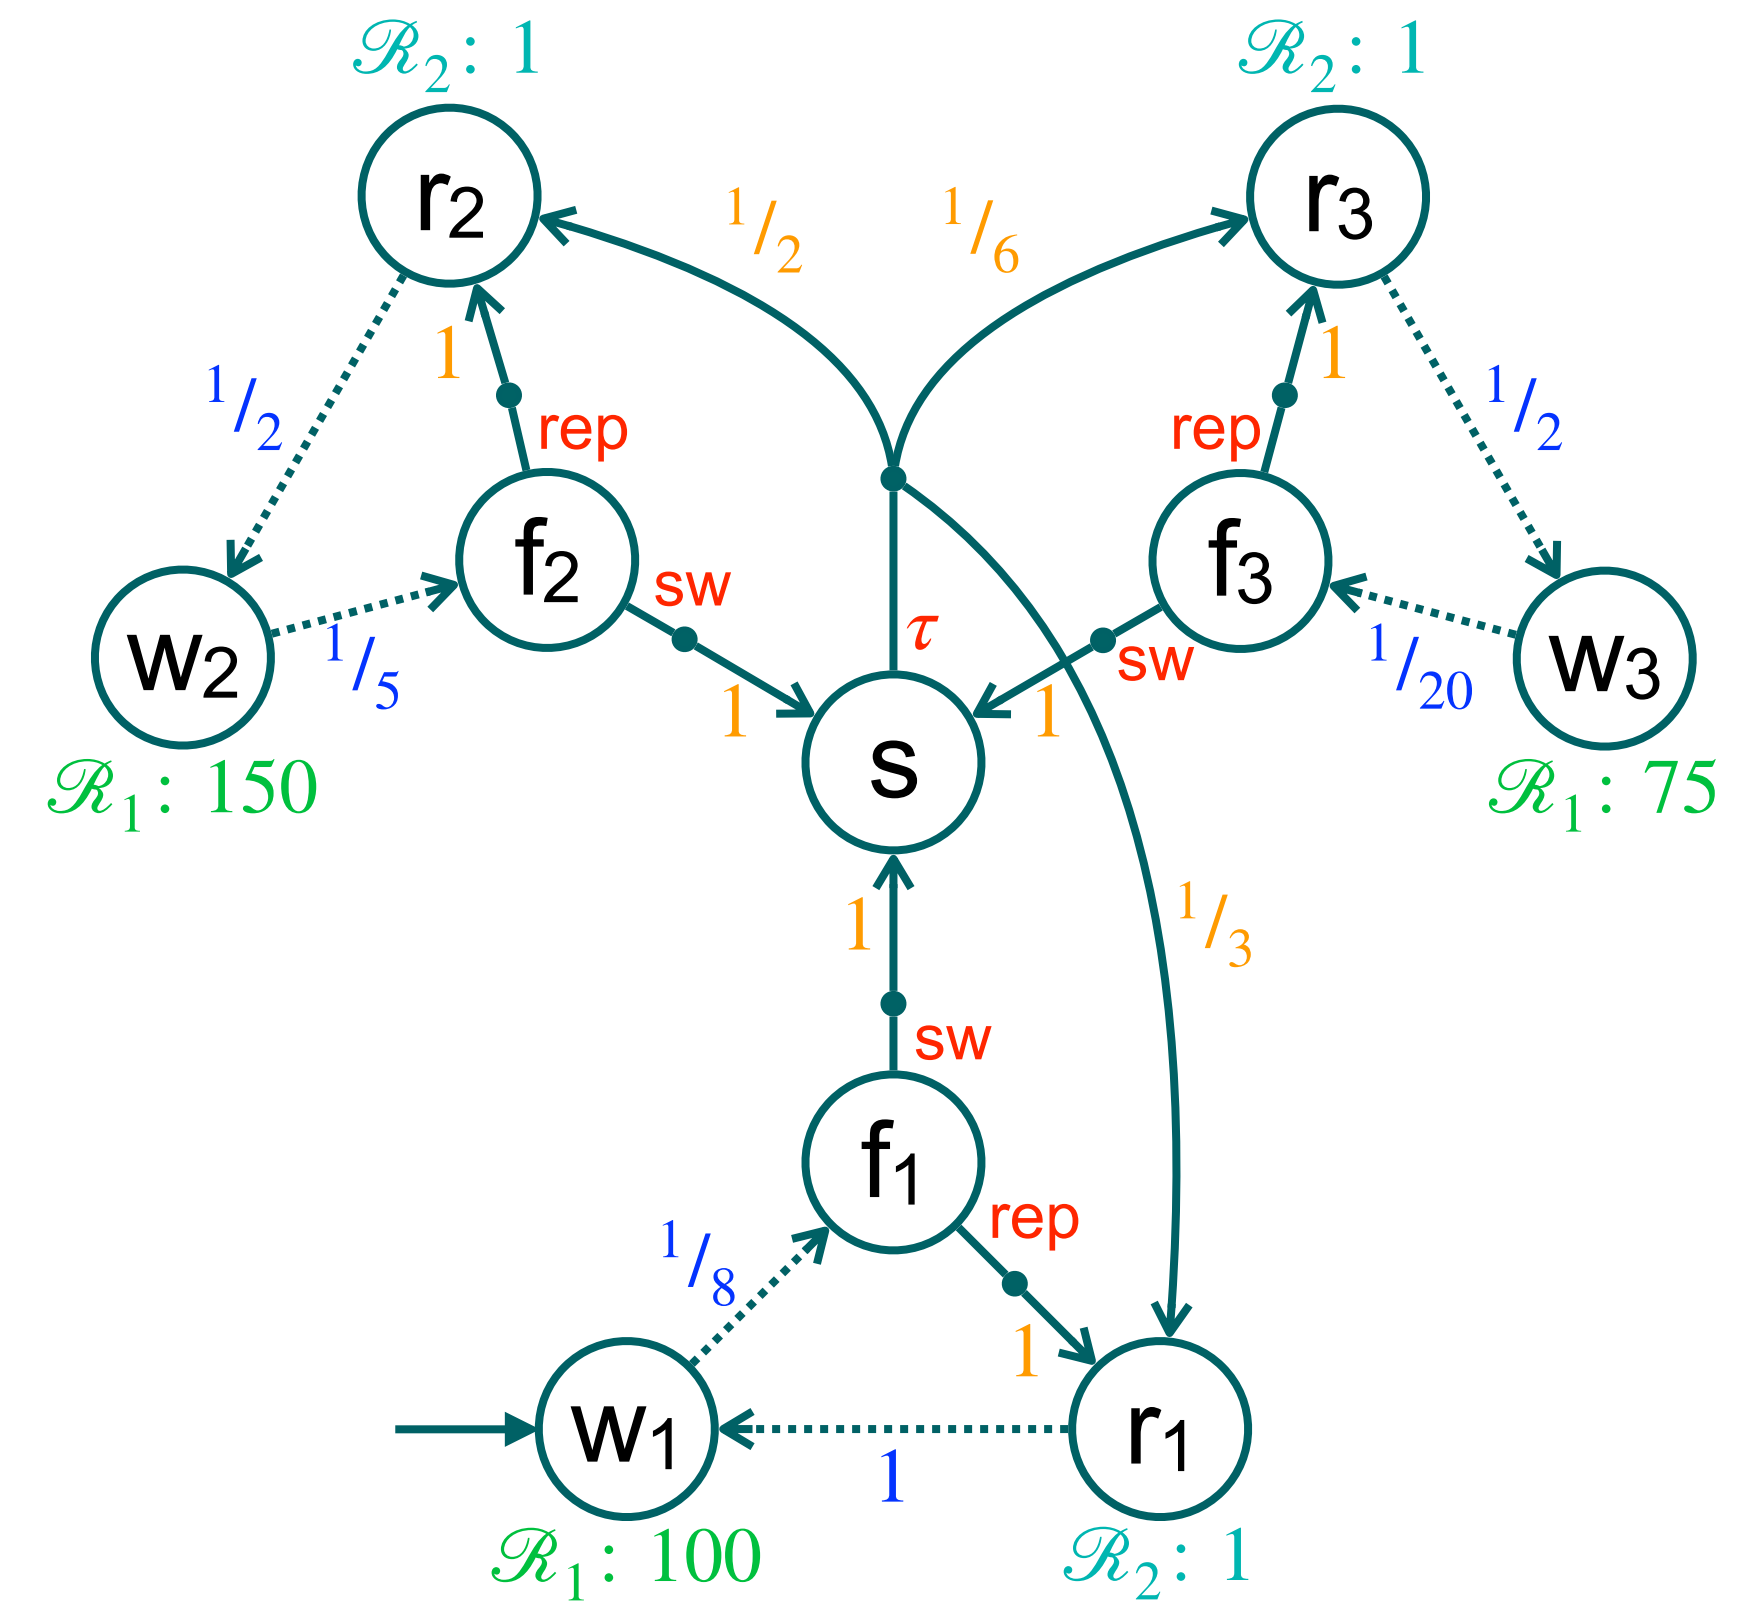 ℛ₂: 1
ℛ₂: 1
r₂
r₃
1/2
1/6
1
1
1/2
1/2
rep
rep
f₂
f₃
sw
τ
sw
w₂
w₃
1/5
1/20
1
1
s
ℛ₁: 150
ℛ₁: 75
1
1/3
sw
f₁
rep
1/8
1
w₁
r₁
1
ℛ₁: 100
ℛ₂: 1